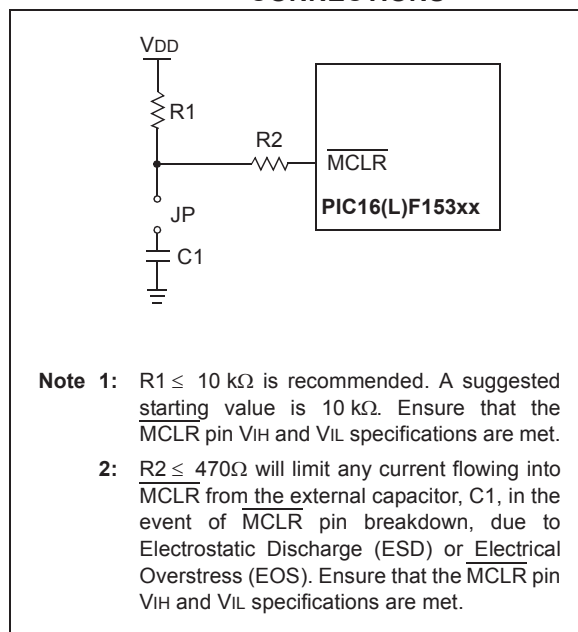 VDD
R1
R2
MCLR
JP
PIC16(L)F153xx
C1
Note 1: R1 ≤ 10 kΩ is recommended. A suggested
starting value is 10 kΩ. Ensure that the
MCLR pin VIH and VIL specifications are met.
2: R2 ≤ 470Ω will limit any current flowing into
MCLR from the external capacitor, C1, in the
event of MCLR pin breakdown, due to
Electrostatic Discharge (ESD) or Electrical
Overstress (EOS). Ensure that the MCLR pin
VIH and VIL specifications are met.